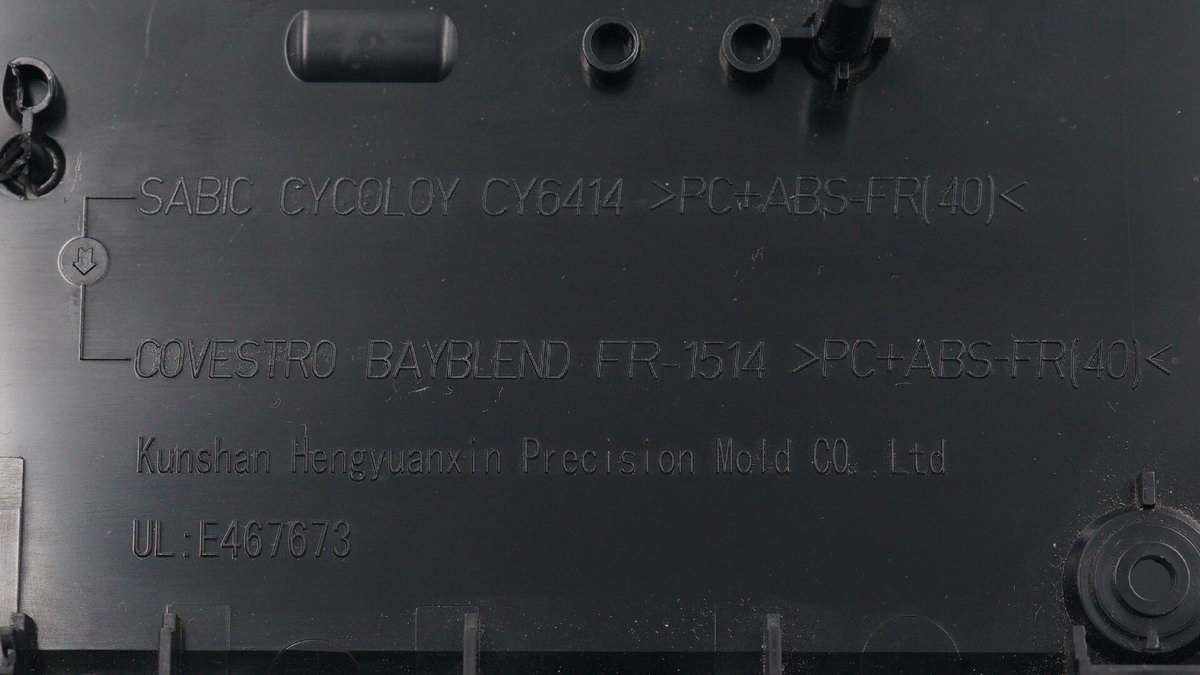 SABIC CYCOLOY CY6414 >PC+ABS-FR(40)<
COVESTRO BAYBLEND FR-1514 >PC+ABS-FR(40)<
Kunshan Hengyuanxin Precision Mold CO.,Ltd
UL:E467673